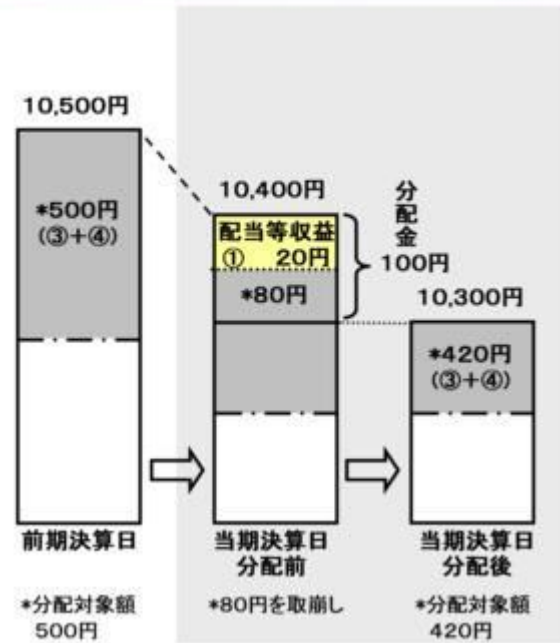 10,500円
*500円
(③+④)
前期決算日
*分配対象額
500円
10,400円
配当等収益
① 20円
*80円
分配金
100円
当期決算日
分配前
*80円を取崩し
10,300円
*420円
(③+④)
当期決算日
分配後
*分配対象額
420円